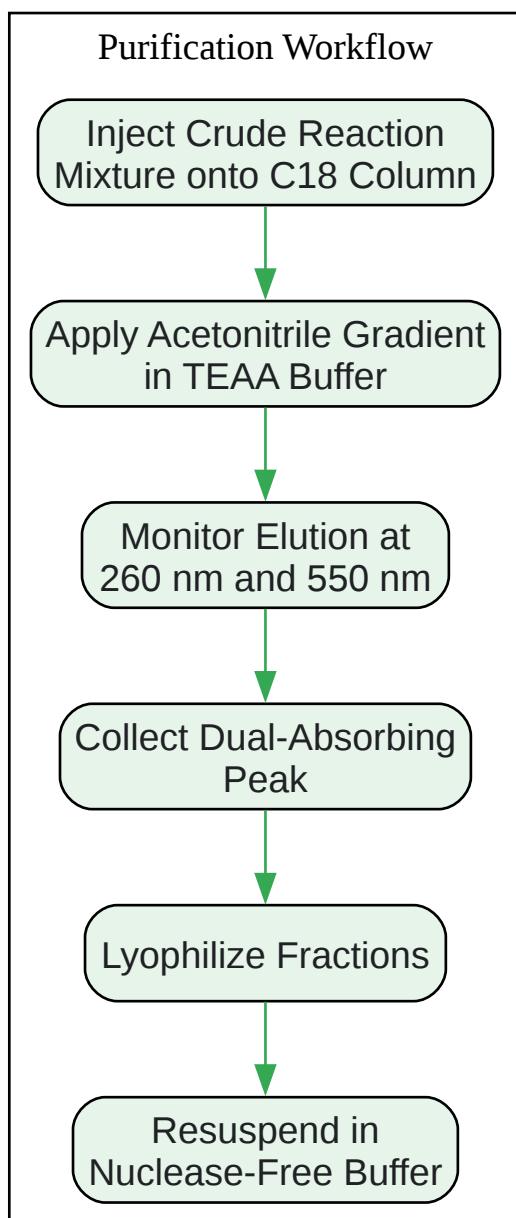 Purification Workflow
Inject Crude Reaction
Mixture onto C18 Column
Apply Acetonitrile Gradient
in TEAA Buffer
Monitor Elution at
260 nm and 550 nm
Collect Dual-Absorbing
Peak
Lyophilize Fractions
Resuspend in
Nuclease-Free Buffer